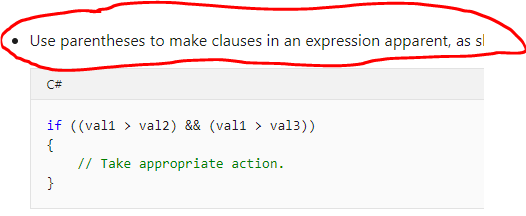 Use parentheses to make clauses in an expression apparent, as
C#
if ((val1 > val2) && (val1 > val3))
{
// Take appropriate action.
}